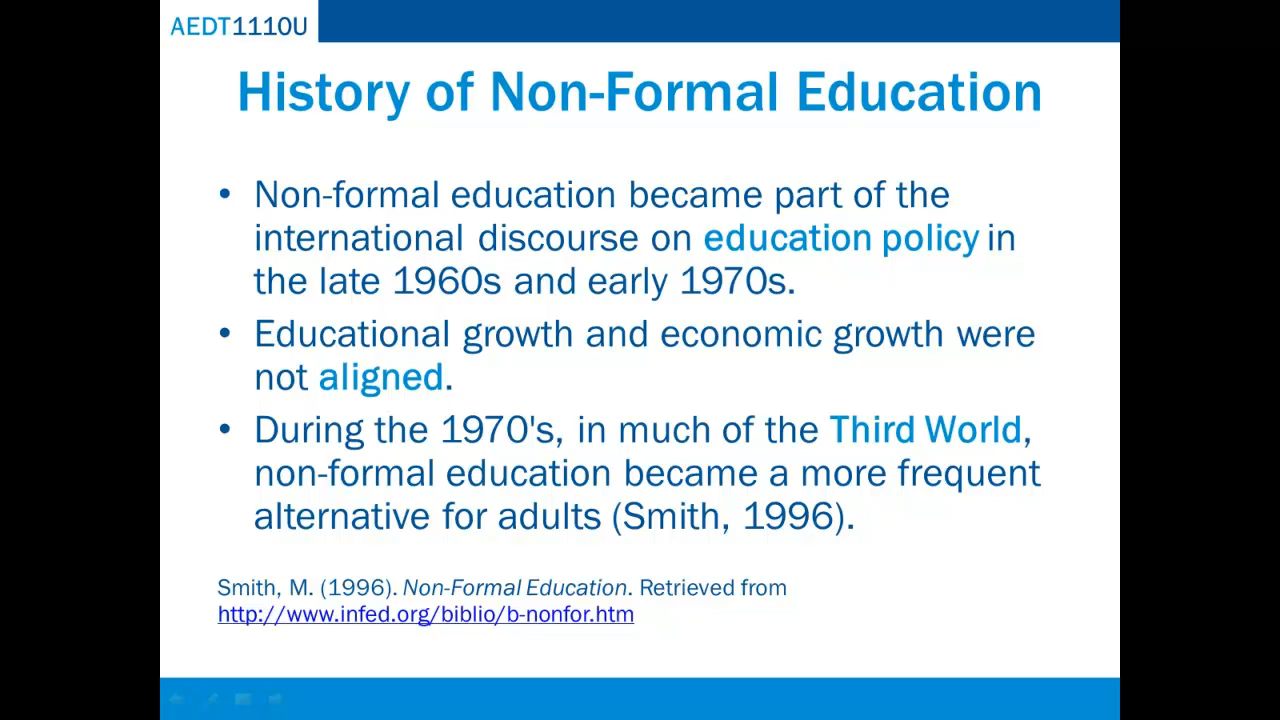 AEDT1110U
History of Non-Formal Education
• Non-formal education became part of the
international discourse on education policy in
the late 1960s and early 1970s.
• Educational growth and economic growth were
not aligned.
• During the 1970's, in much of the Third World,
non-formal education became a more frequent
alternative for adults (Smith, 1996).
Smith, M. (1996). Non-Formal Education. Retrieved from
http://www.infed.org/biblio/b-nonfor.htm